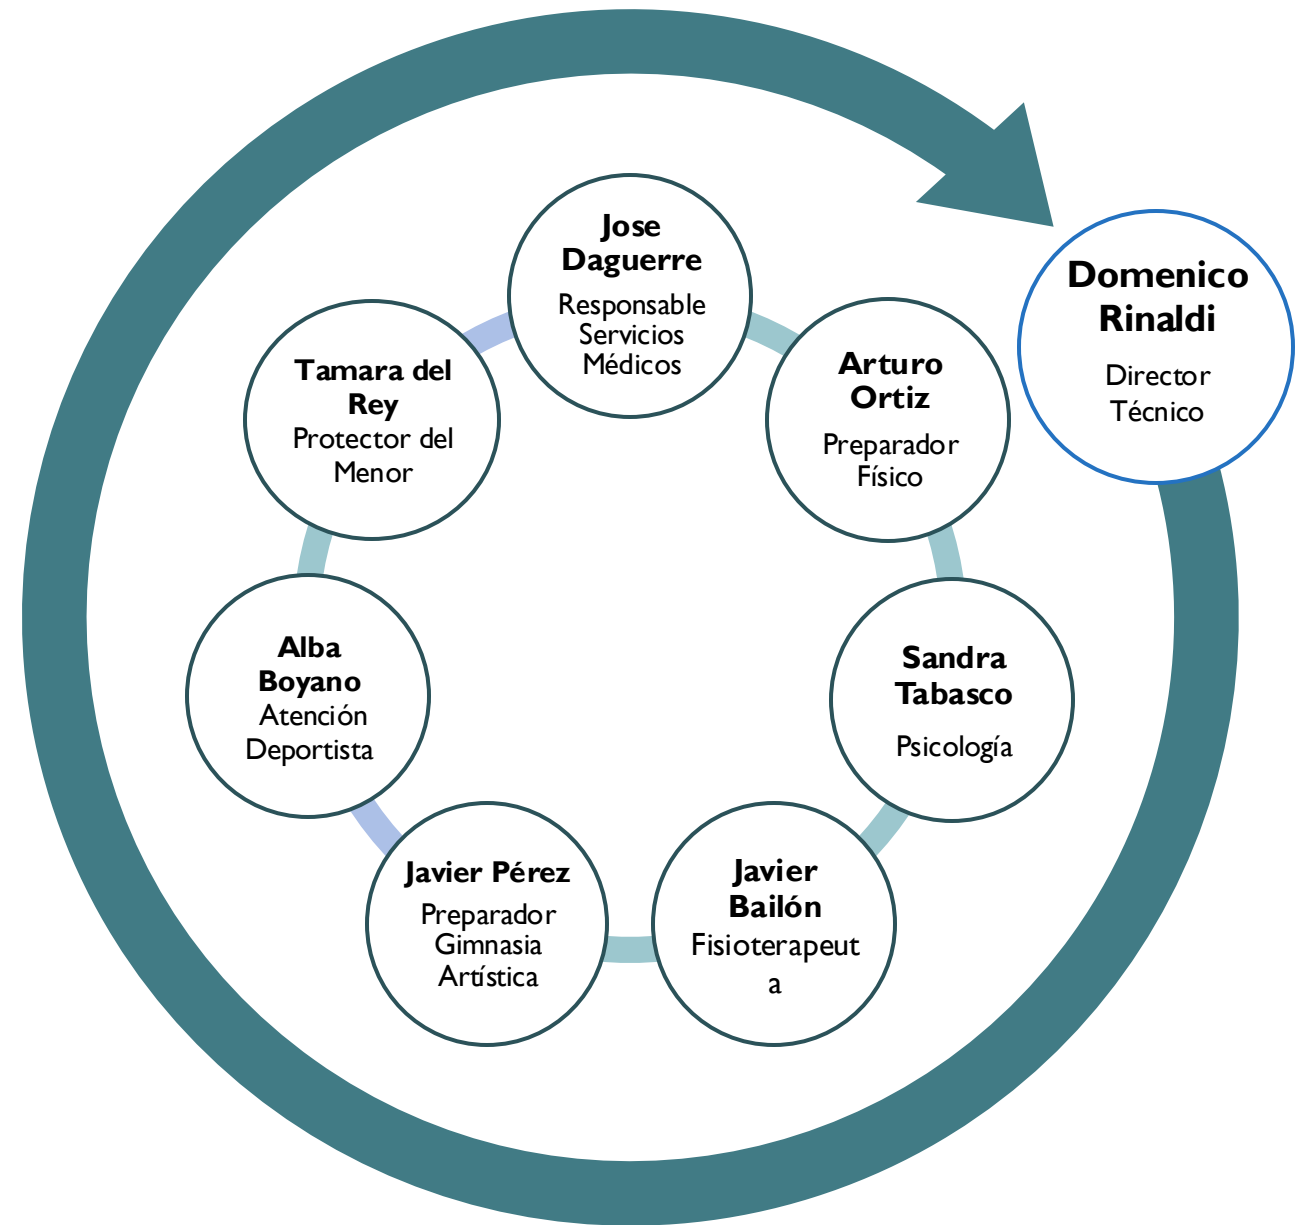 Jose
Daguerre
Responsable
Servicios
Médicos
Domenico
Rinaldi
Director
Técnico
Arturo
Ortiz
Preparador
Físico
Sandra
Tabasco
Psicología
Javier
Bailón
Fisioterapeut
a
Javier Pérez
Preparador
Gimnasia
Artística
Alba
Boyano
Atención
Deportista
Tamara del
Rey
Protector del
Menor